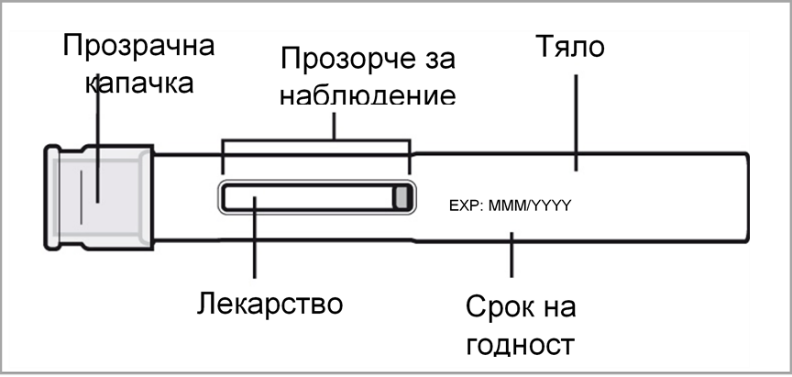 Прозрачна
капачка
Прозорче за
наблюдение
Тяло
EXP: MMM/YYYY
Лекарство
Срок на
годност